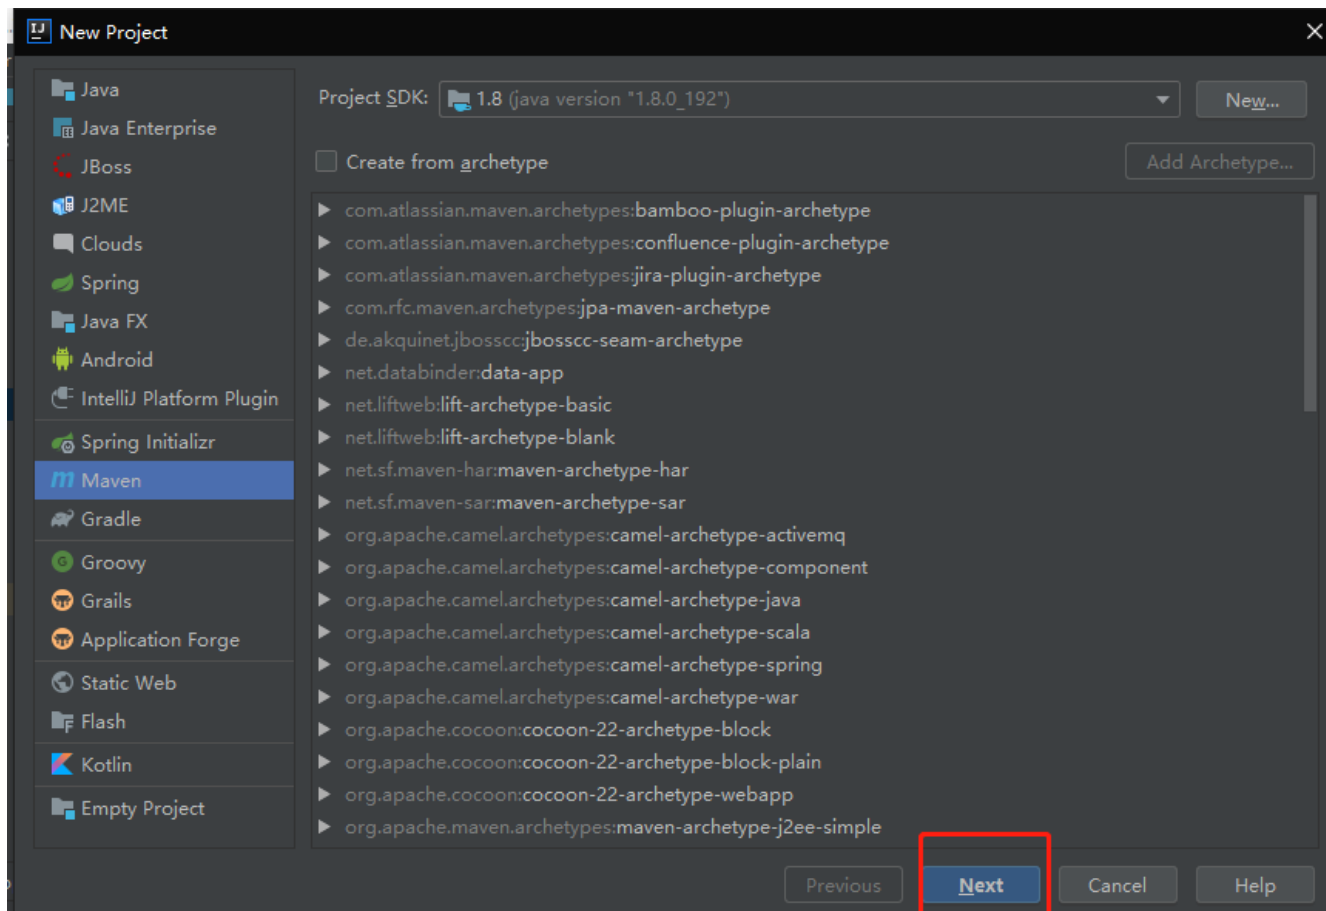 New Project
Java
Java Enterprise
JBoss
J2ME
Clouds
Spring
Java FX
Android
IntelliJ Platform Plugin
Spring Initializr
Maven
Gradle
Groovy
Grails
Application Forge
Static Web
Flash
Kotlin
Empty Project
Project SDK: 1.8 (java version "1.8.0_192") New...
Create from archetype Add Archetype...
com.atlassian.maven.archetypes:bamboo-plugin-archetype
com.atlassian.maven.archetypes:confluence-plugin-archetype
com.atlassian.maven.archetypes:jira-plugin-archetype
com.rfc.maven.archetypes:jpa-maven-archetype
de.akquinet.jbosscc:jbosscc-seam-archetype
net.databinder:data-app
net.liftweb:lift-archetype-basic
net.liftweb:lift-archetype-blank
net.sf.maven-har:maven-archetype-har
net.sf.maven-sar:maven-archetype-sar
org.apache.camel.archetypes:camel-archetype-activemq
org.apache.camel.archetypes:camel-archetype-component
org.apache.camel.archetypes:camel-archetype-java
org.apache.camel.archetypes:camel-archetype-scala
org.apache.camel.archetypes:camel-archetype-spring
org.apache.camel.archetypes:camel-archetype-war
org.apache.cocoon:cocoon-22-archetype-block
org.apache.cocoon:cocoon-22-archetype-block-plain
org.apache.cocoon:cocoon-22-archetype-webapp
org.apache.maven.archetypes:maven-archetype-j2ee-simple
Previous Next Cancel Help